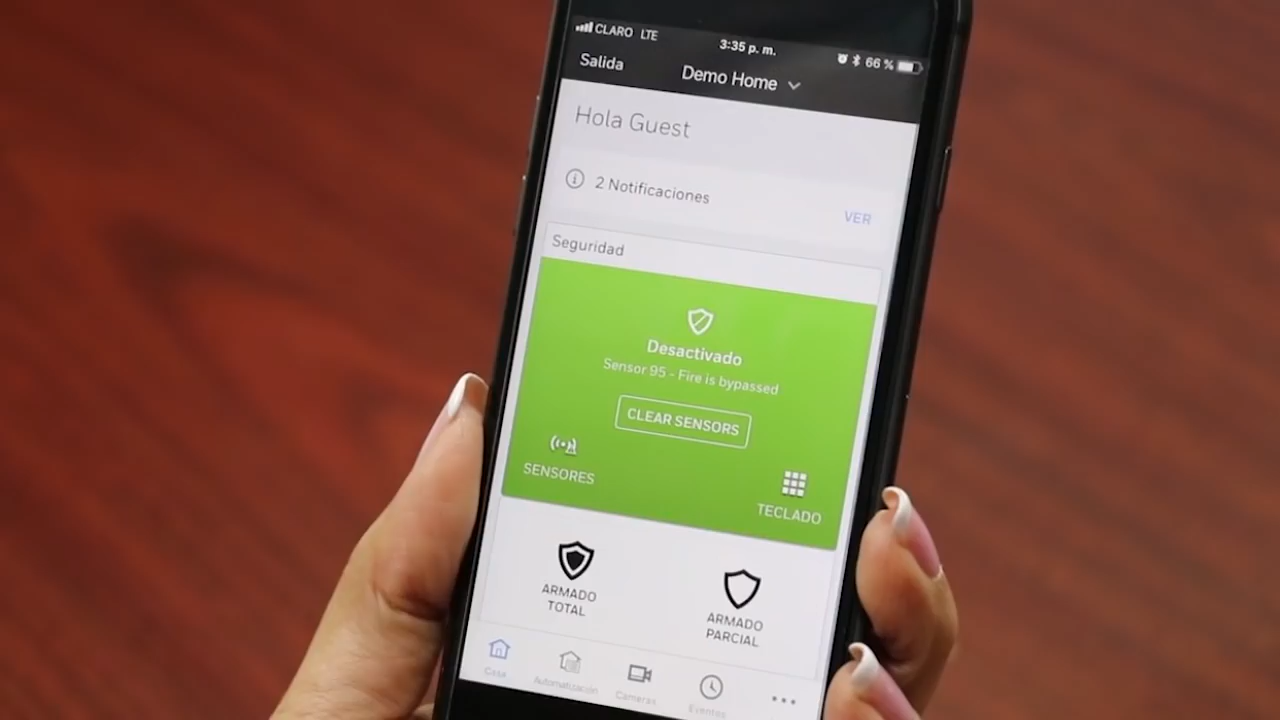 CLARO LTE
3:35 p. m.
66 %
Salida
Demo Home
Hola Guest
2 Notificaciones
VER
Seguridad
Desactivado
Sensor 95 - Fire is bypassed
CLEAR SENSORS
SENSORES
TECLADO
ARMADO
TOTAL
ARMADO
PARCIAL
Casa
Automatización
Cameras
Eventos